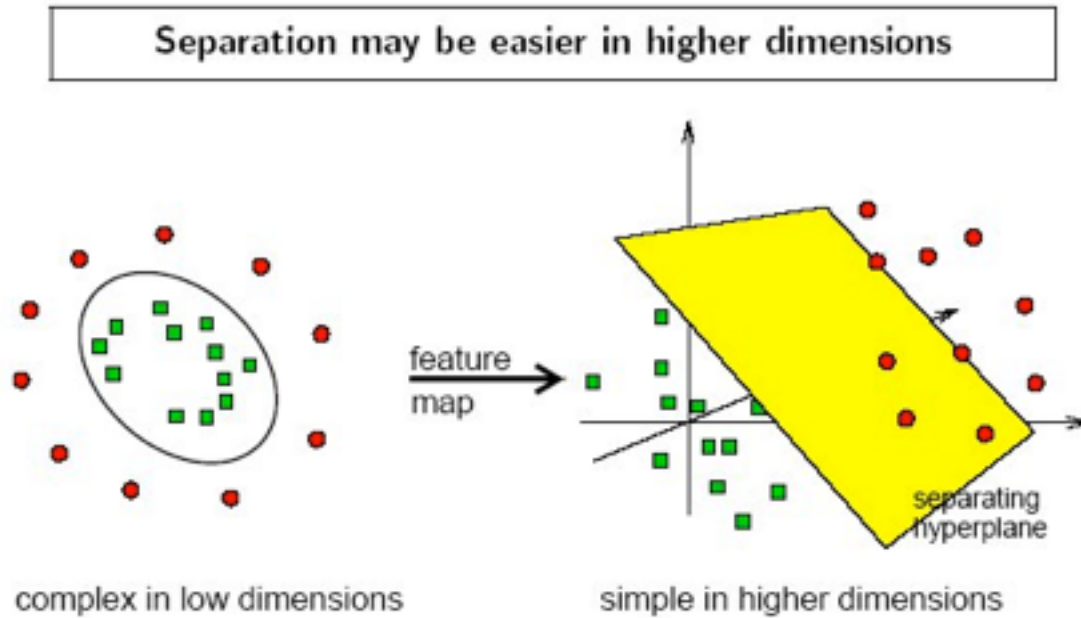 Separation may be easier in higher dimensions
feature
map
separating
hyperplane
complex in low dimensions
simple in higher dimensions